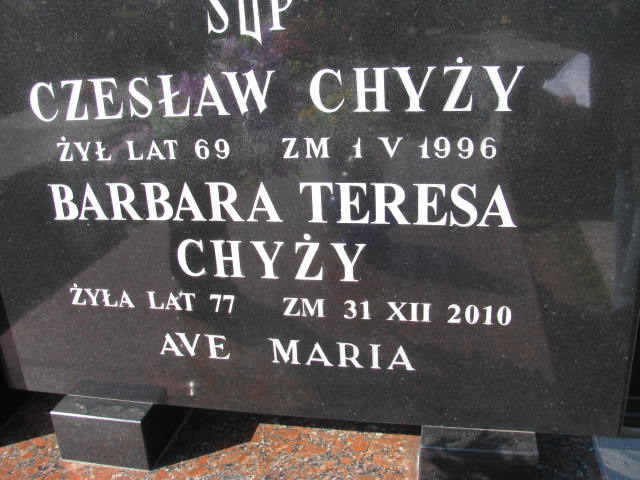 ŚÜP
CZESŁAW CHYŻY
ŻYŁ LAT 69 ZM 1 V 1996
BARBARA TERESA
CHYŻY
ŻYŁA LAT 77 ZM 31 XII 2010
AVE MARIA